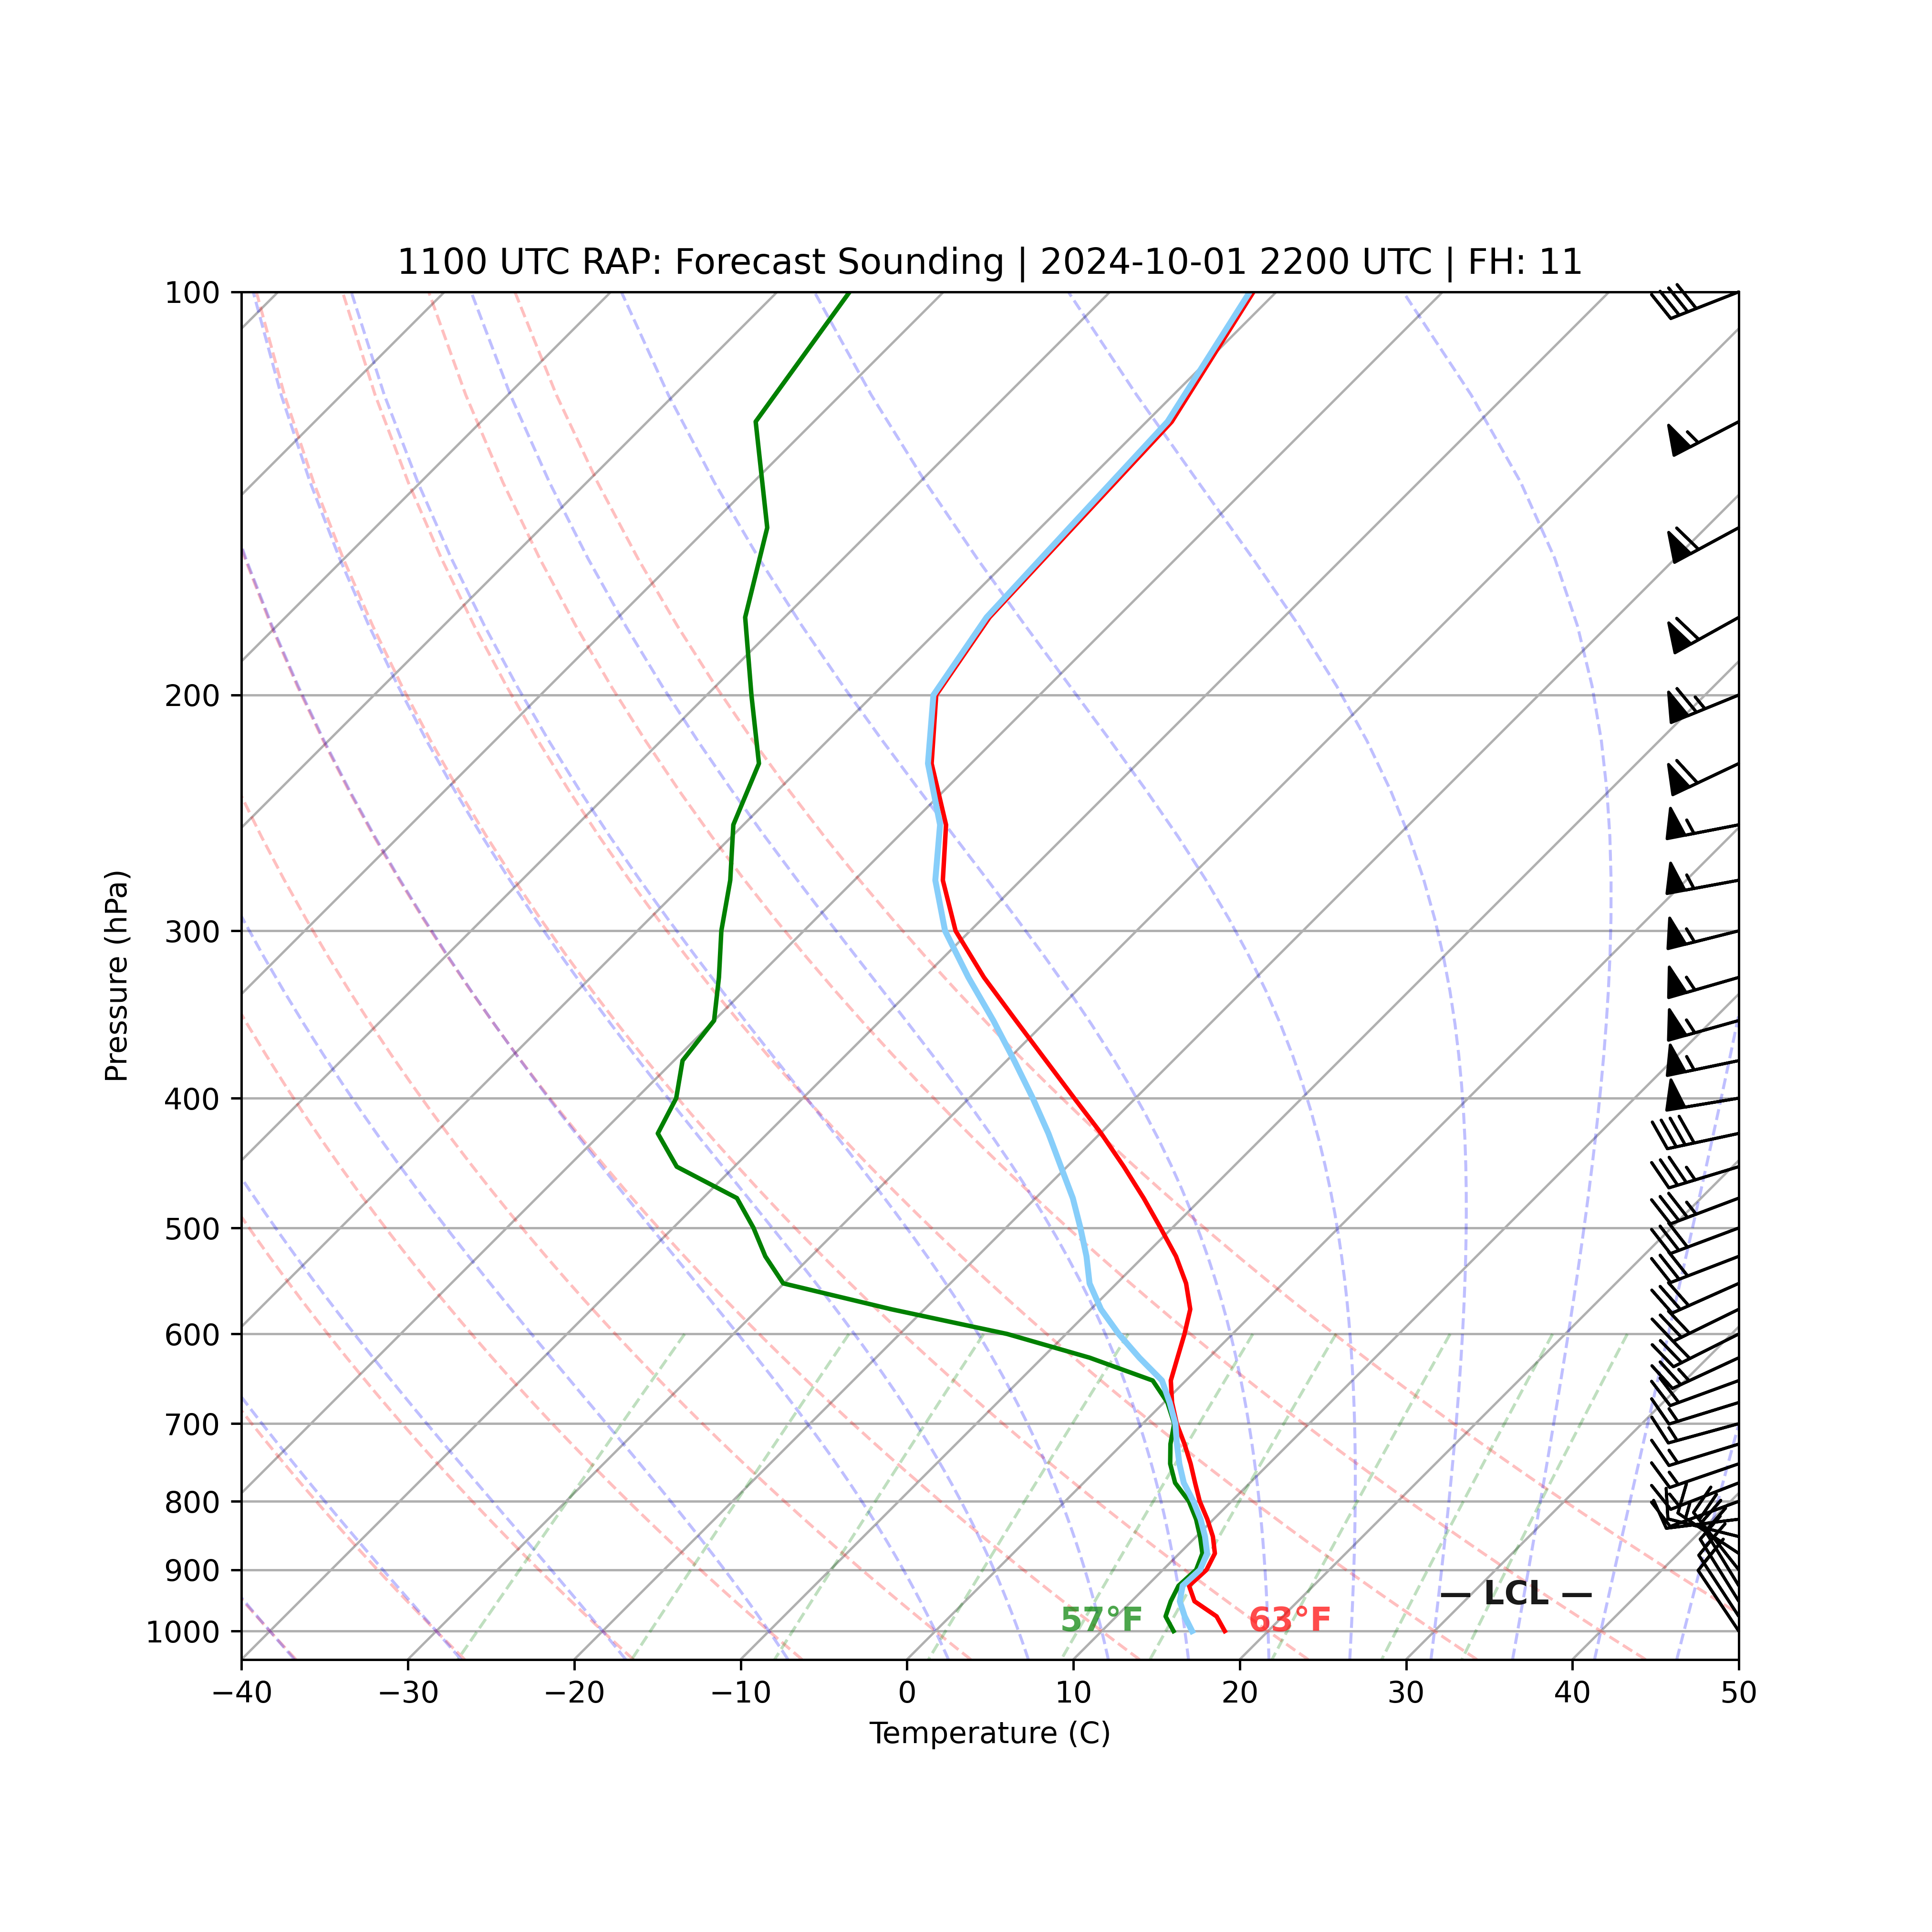 1100 UTC RAP: Forecast Sounding | 2024-10-01 2200 UTC | FH: 11
100
200
300
400
500
600
700
800
900
1000
Pressure (hPa)
— LCL —
57°F
63°F
−40 −30 −20 −10 0 10 20 30 40 50
Temperature (C)